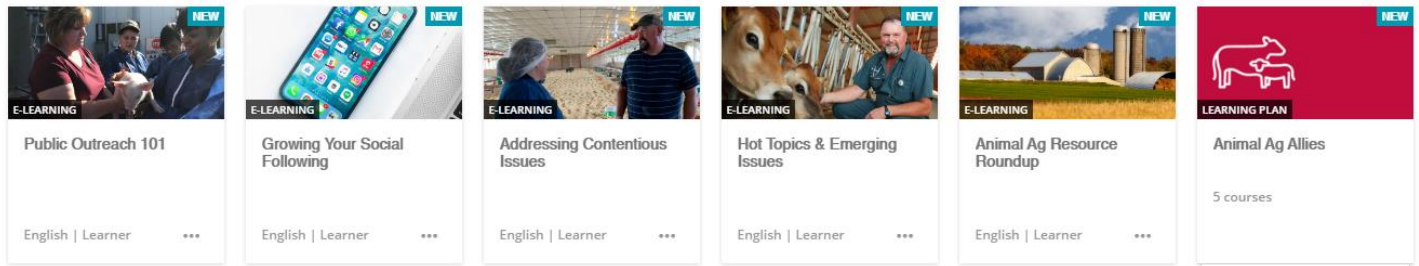 NEW
E-LEARNING
Public Outreach 101
English | Learner
NEW
E-LEARNING
Growing Your Social
Following
English | Learner
NEW
E-LEARNING
Addressing Contentious
Issues
English | Learner
NEW
E-LEARNING
Hot Topics & Emerging
Issues
English | Learner
NEW
E-LEARNING
Animal Ag Resource
Roundup
English | Learner
NEW
LEARNING PLAN
Animal Ag Allies
5 courses